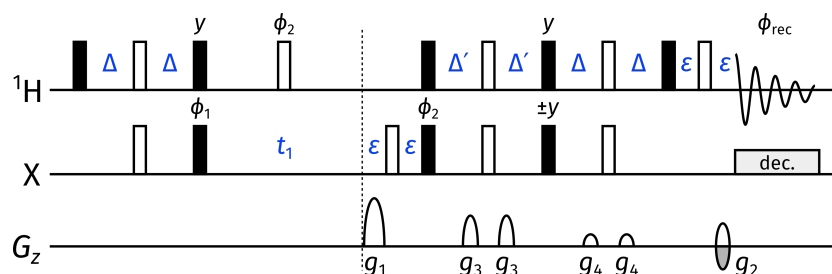 y ϕ₂ y ϕrec
¹H Δ Δ Δ′ Δ′ Δ Δ ε ε
ϕ₁ ϕ₂ ±y
X t₁ ε ε dec.
Gz g₁ g₃ g₃ g₄ g₄ g₂